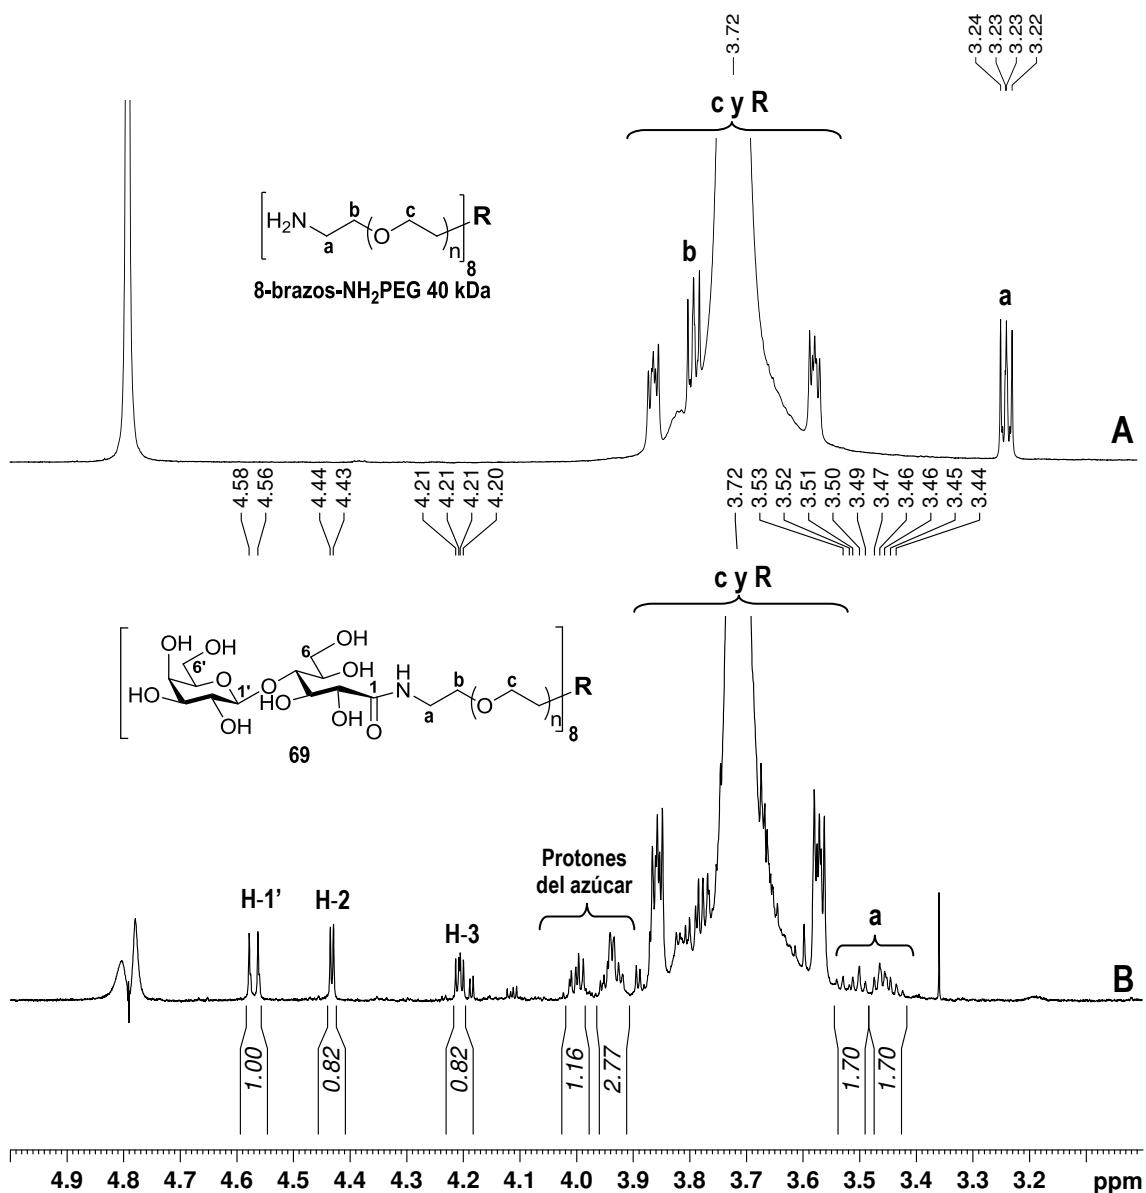 3.72
3.24
3.23
3.23
3.22
c y R
b
a
H₂N
a
b
O
c
n
8
R
8-brazos-NH₂PEG 40 kDa
A
4.58
4.56
4.44
4.43
4.21
4.21
4.21
4.20
3.72
3.53
3.52
3.51
3.50
3.49
3.47
3.46
3.46
3.45
3.44
c y R
OH
OH
6'
HO
O
1'
OH
OH
O
6
OH
OH
HO
OH
1
O
H
N
a
b
O
c
n
8
R
69
Protones
del azúcar
H-1’
H-2
H-3
a
B
1.00
0.82
0.82
1.16
2.77
1.70
1.70
4.9 4.8 4.7 4.6 4.5 4.4 4.3 4.2 4.1 4.0 3.9 3.8 3.7 3.6 3.5 3.4 3.3 3.2 ppm